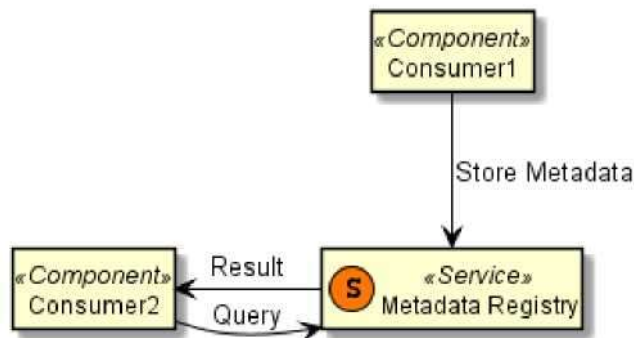 «Component»
Consumer1
Store Metadata
«Component»
Consumer2
Result
Query
S
«Service»
Metadata Registry